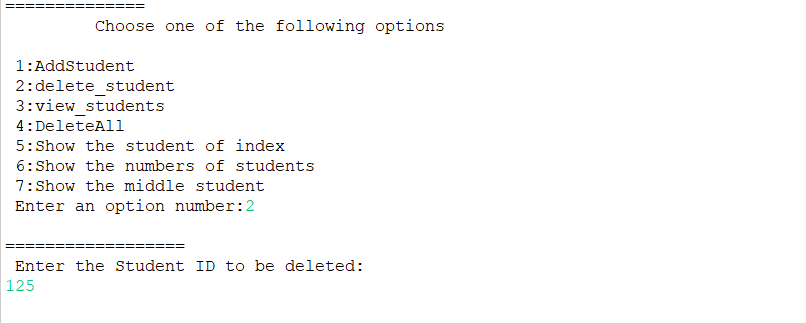 ==============
Choose one of the following options
1:AddStudent
2:delete_student
3:view_students
4:DeleteAll
5:Show the student of index
6:Show the numbers of students
7:Show the middle student
Enter an option number:2
==================
Enter the Student ID to be deleted:
125